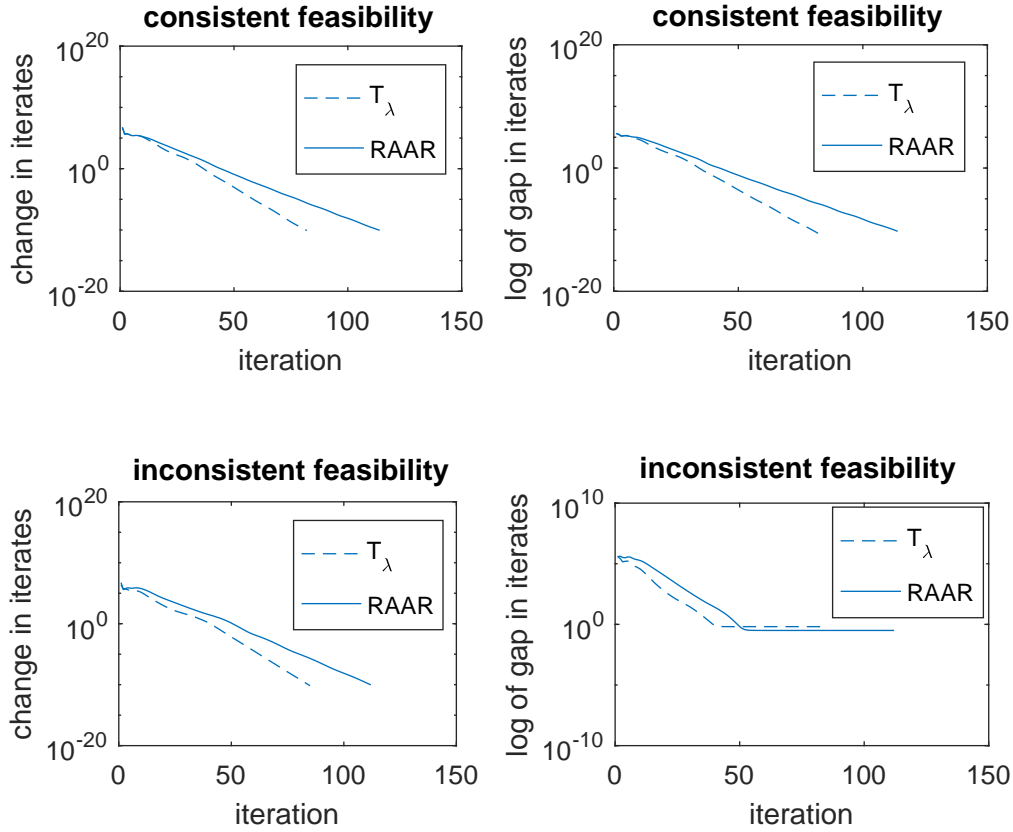 consistent feasibility
10^20
10^0
10^-20
change in iterates
T_λ
RAAR
0 50 100 150
iteration
consistent feasibility
10^20
10^0
10^-20
log of gap in iterates
T_λ
RAAR
0 50 100 150
iteration
inconsistent feasibility
10^20
10^0
10^-20
change in iterates
T_λ
RAAR
0 50 100 150
iteration
inconsistent feasibility
10^10
10^0
10^-10
log of gap in iterates
T_λ
RAAR
0 50 100 150
iteration